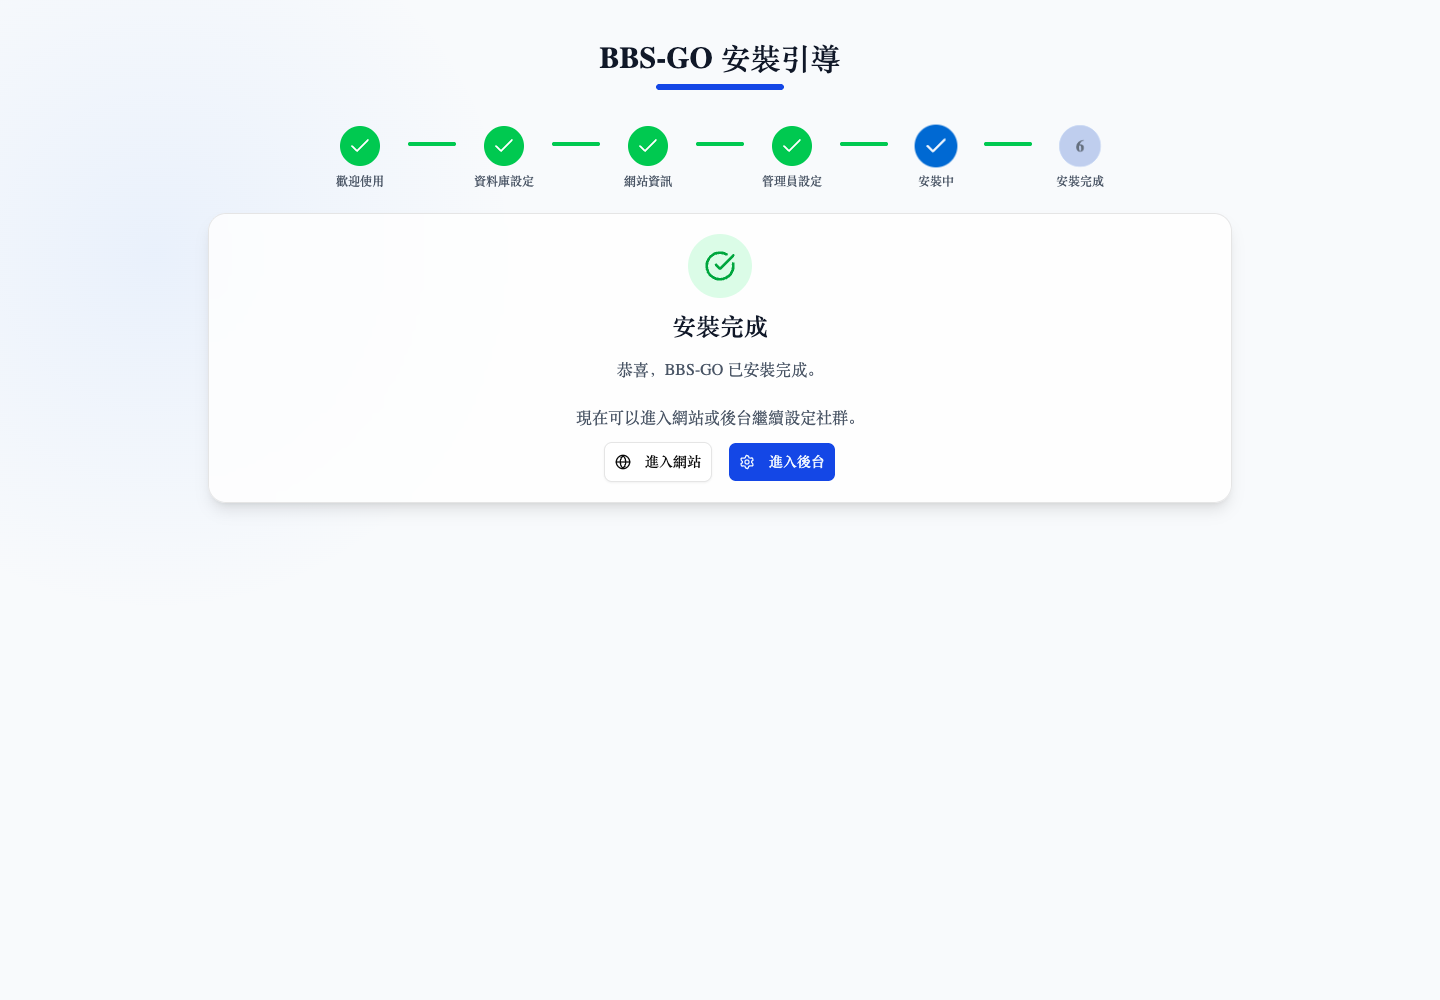 BBS-GO 安裝引導
歡迎使用
資料庫設定
網站資訊
管理員設定
安裝中
6
安裝完成
安裝完成
恭喜，BBS-GO 已安裝完成。
現在可以進入網站或後台繼續設定社群。
進入網站
進入後台